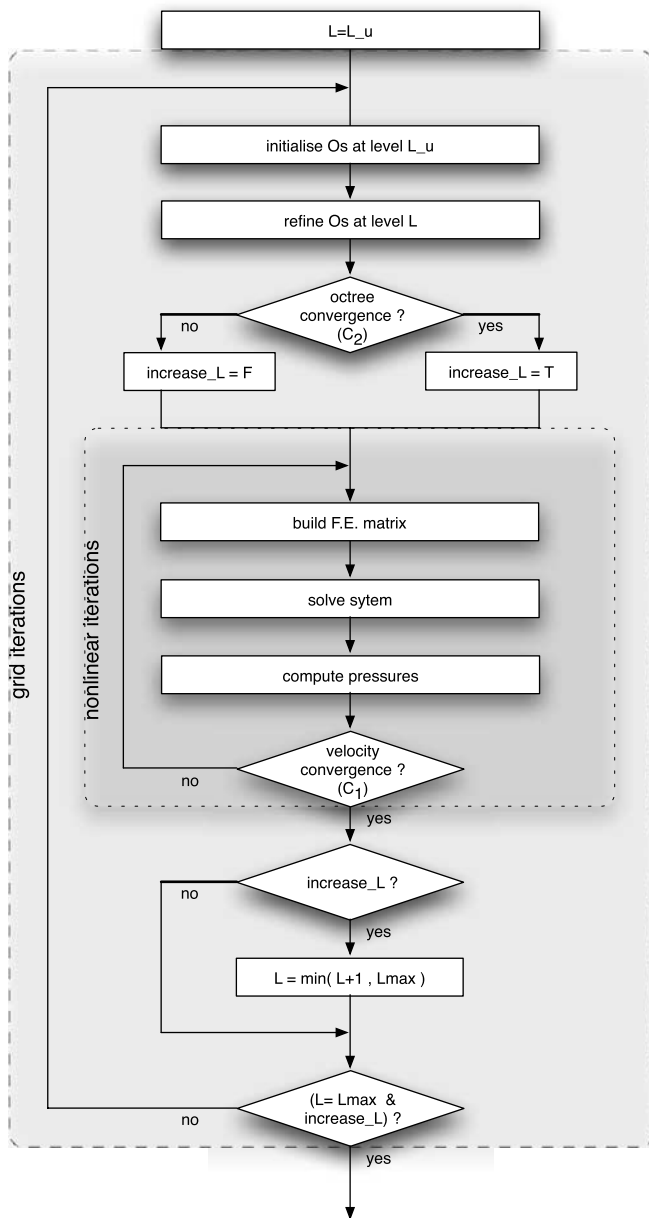 L=L_u
initialise Os at level L_u
refine Os at level L
octree
convergence ?
(C2)
no
yes
increase_L = F
increase_L = T
grid iterations
nonlinear iterations
build F.E. matrix
solve sytem
compute pressures
velocity
convergence ?
(C1)
no
yes
increase_L ?
no
yes
L = min( L+1 , Lmax )
(L= Lmax &
increase_L) ?
no
yes